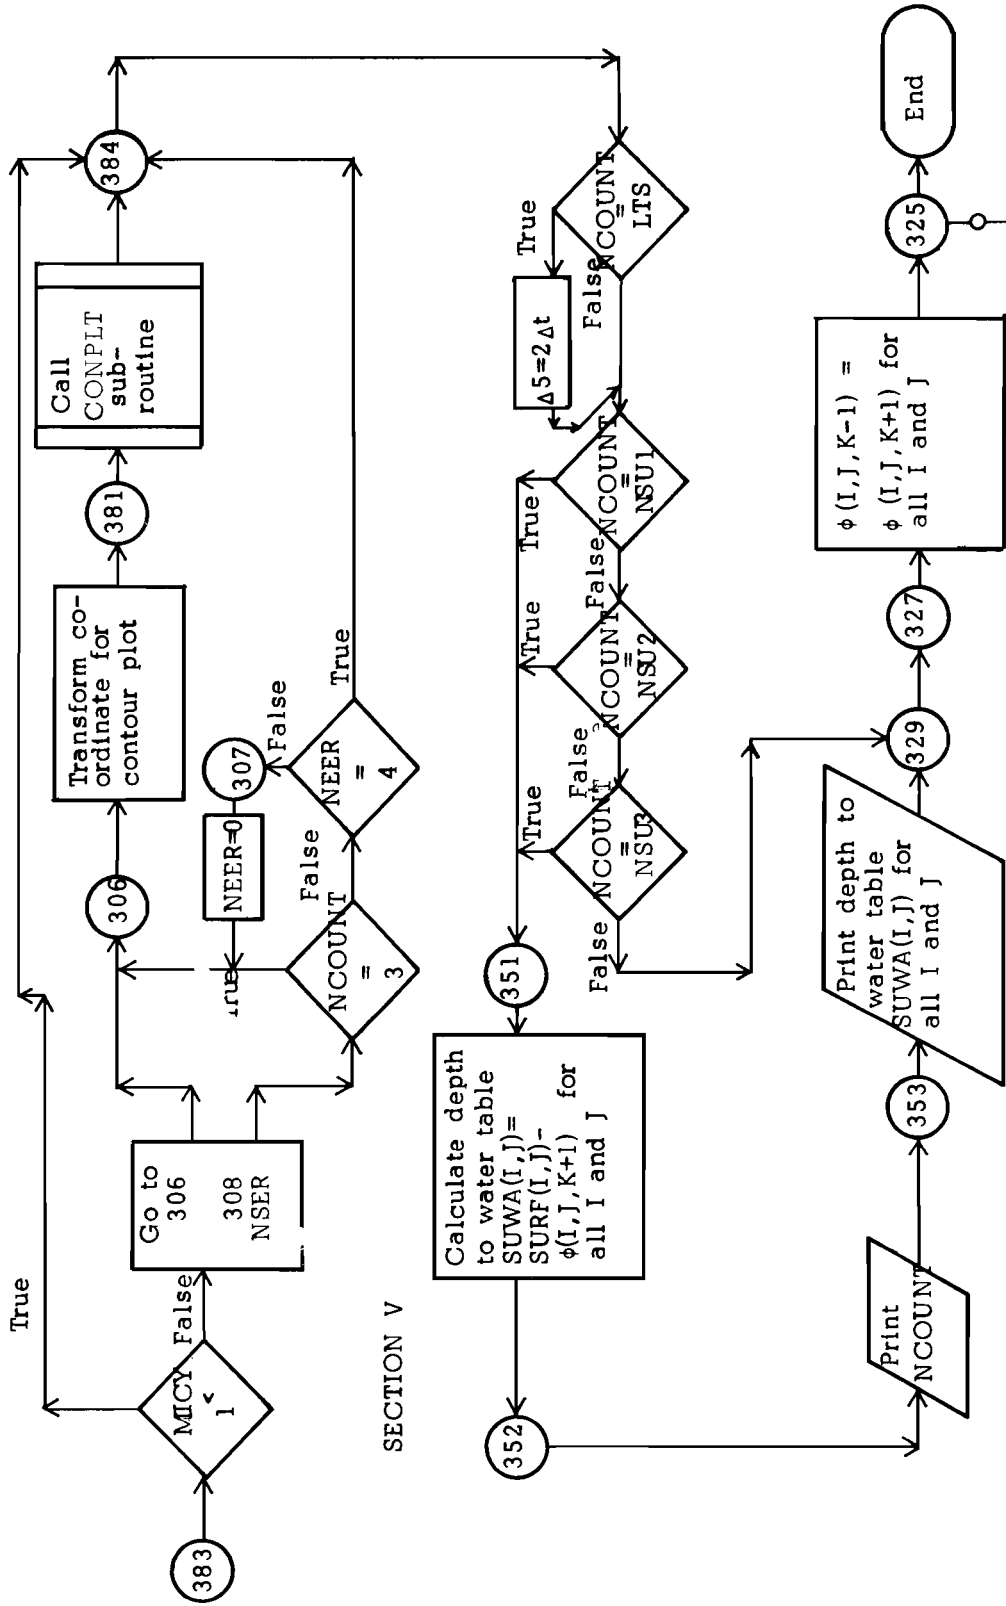 383
MICY
<
1
True
False
Go to
306
308
NSER
306
Transform co-
ordinate for
contour plot
381
Call
CONPLT
sub-
routine
384
NCOUNT
=
3
True
False
NEER=0
307
False
NEER
=
4
True
SECTION V
NCOUNT
=
LTS
True
False
Δ5=2Δt
NCOUNT
=
NSU1
True
False
NCOUNT
=
NSU2
True
False
NCOUNT
=
NSU3
True
False
351
Calculate depth
to water table
SUWA(I,J)=
SURF(I,J)-
φ(I,J,K+1) for
all I and J
352
Print
NCOUNT
353
Print depth to
water table
SUWA(I,J) for
all I and J
329
327
φ(I,J,K-1) =
φ(I,J,K+1) for
all I and J
325
End